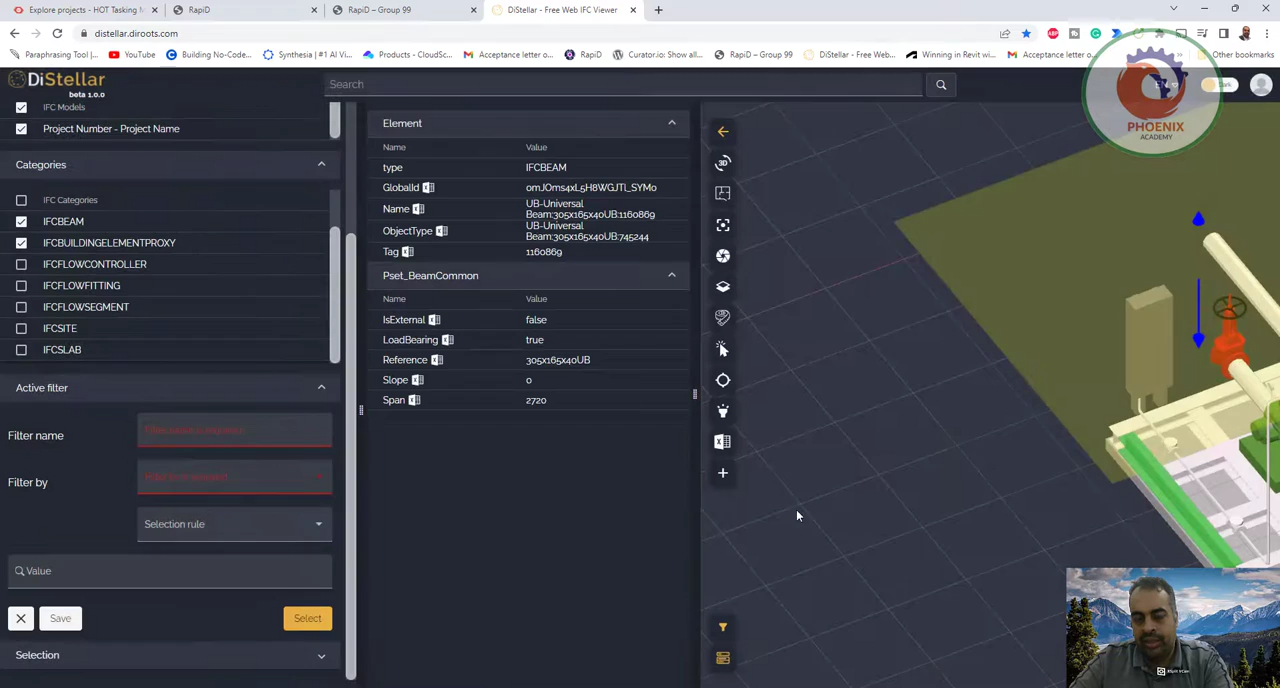 Explore projects - HOT Tasking M
RapiD
RapiD – Group 99
DiStellar - Free Web IFC Viewer
distellar.diroots.com
Paraphrasing Tool |...
YouTube
Building No-Code...
Synthesia | #1 AI Vi...
Products - CloudSc...
Acceptance letter o...
RapiD
Curator.io: Show all...
RapiD – Group 99
DiStellar - Free Web...
Winning in Revit wi...
Acceptance letter o...
Other bookmarks
DiStellar
beta 1.0.0
Search
EN
Dark
PHOENIX
ACADEMY
IFC Models
Project Number - Project Name
Categories
IFC Categories
IFCBEAM
IFCBUILDINGELEMENTPROXY
IFCFLOWCONTROLLER
IFCFLOWFITTING
IFCFLOWSEGMENT
IFCSITE
IFCSLAB
Active filter
Filter name
Filter by
Selection rule
Value
Save
Select
Selection
Element
Name Value
type IFCBEAM
GlobalId 0mJOms4xL5H8WGJTl_SYMo
Name UB-Universal
Beam:305x165x40UB:1160869
ObjectType UB-Universal
Beam:305x165x40UB:745244
Tag 1160869
Pset_BeamCommon
Name Value
IsExternal false
LoadBearing true
Reference 305x165x40UB
Slope 0
Span 2720
3D